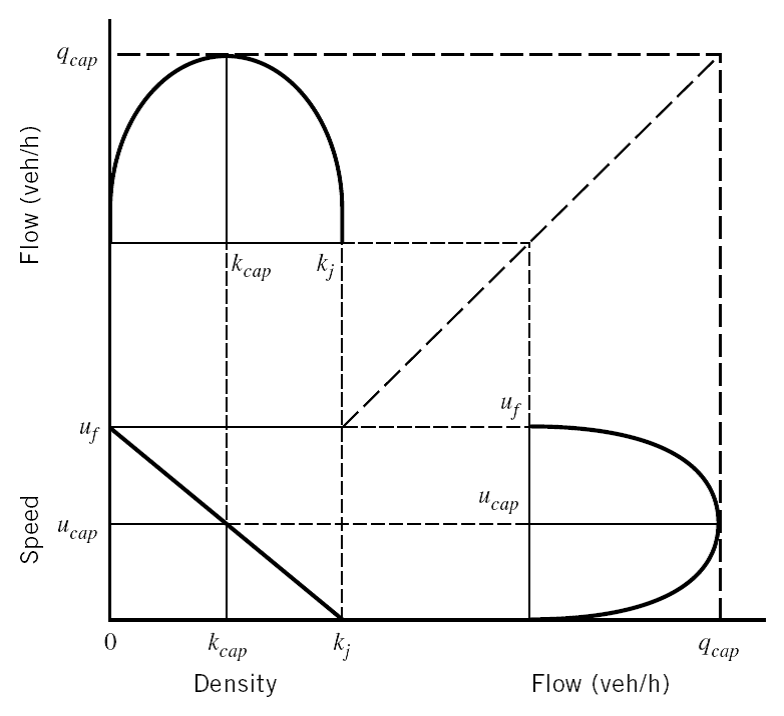 q_cap
Flow (veh/h)
k_cap
k_j
u_f
u_f
u_cap
u_cap
Speed
0
k_cap
k_j
q_cap
Density
Flow (veh/h)